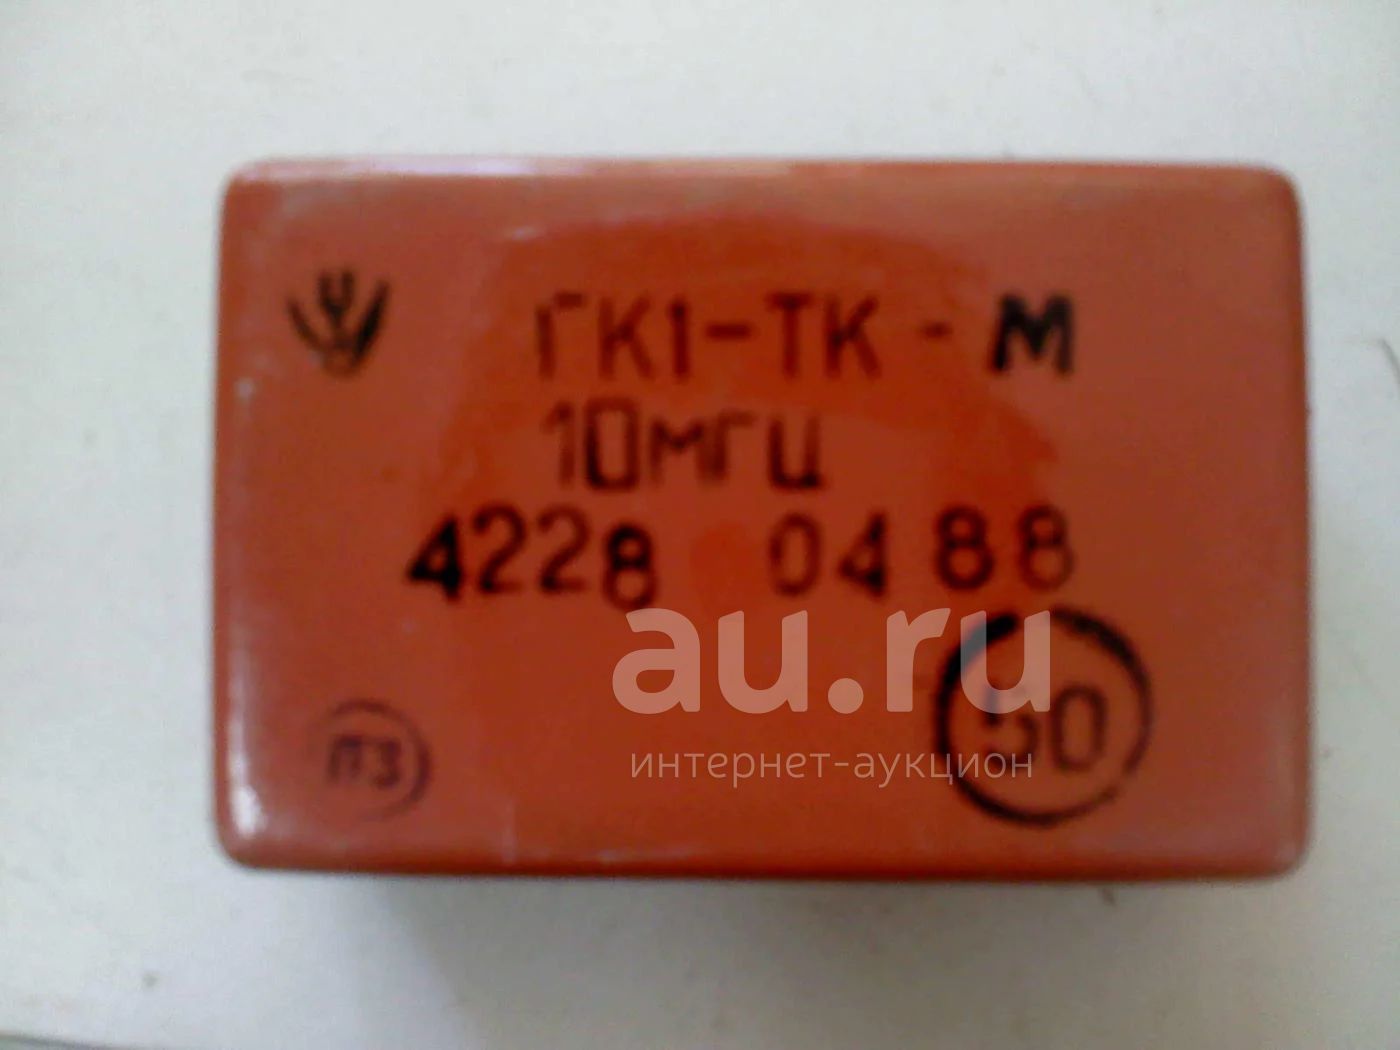 ГК1-ТК-М
10мгц
4228 0488
au.ru
интернет-аукцион
50
ПЗ